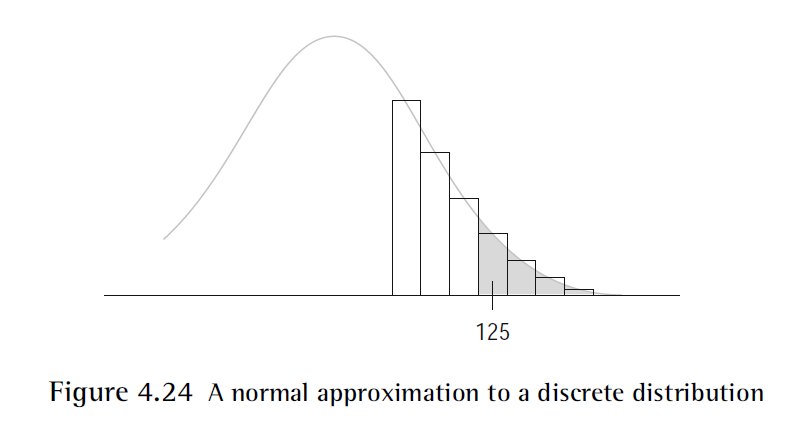 125
Figure 4.24 A normal approximation to a discrete distribution